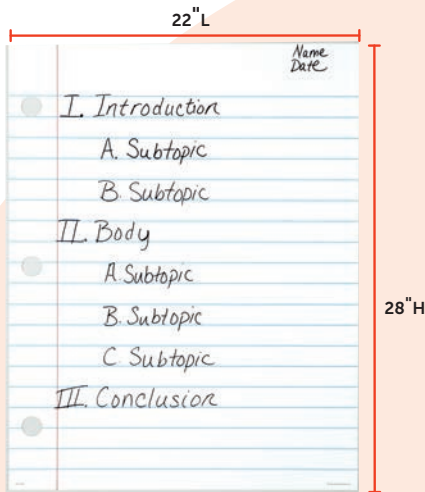 22"L
Name
Date
I. Introduction
A. Subtopic
B. Subtopic
II. Body
A. Subtopic
B. Subtopic
C Subtopic
28"H
III. Conclusion